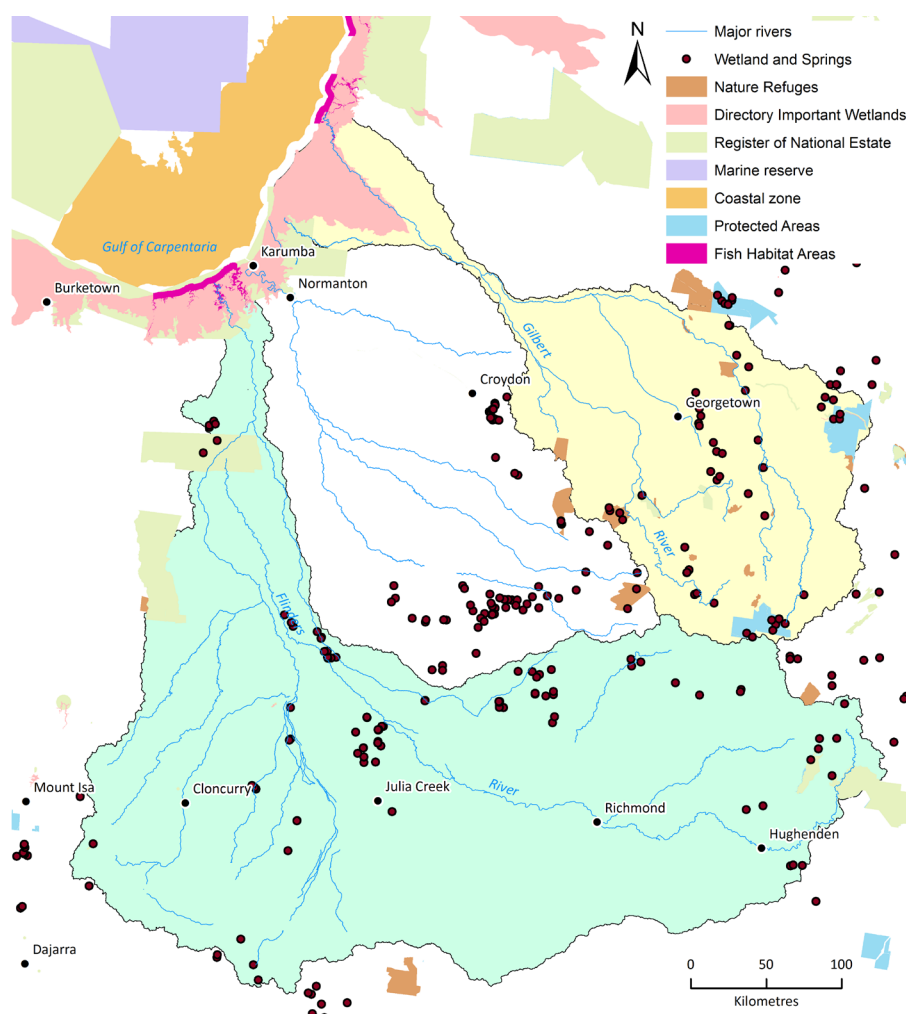 N
Major rivers
Wetland and Springs
Nature Refuges
Directory Important Wetlands
Register of National Estate
Marine reserve
Coastal zone
Protected Areas
Fish Habitat Areas
Gulf of Carpentaria
Karumba
Burketown
Normanton
Gilbert
Croydon
Georgetown
River
Flinders
River
Mount Isa
Cloncurry
Julia Creek
Richmond
Hughenden
Dajarra
0 50 100
Kilometres